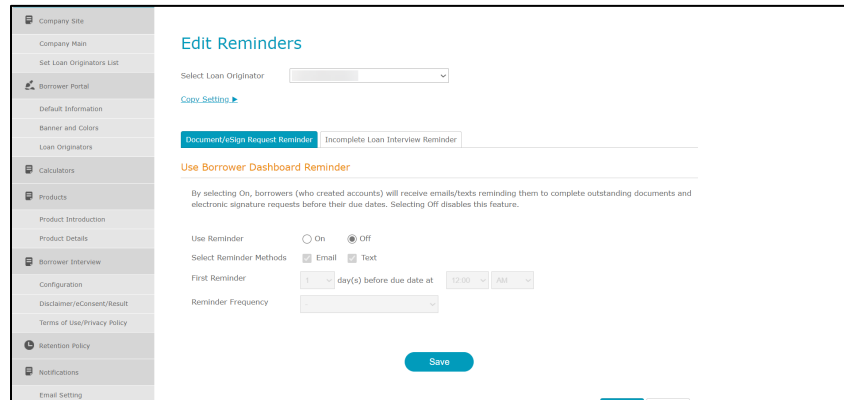 Company Site
Company Main
Set Loan Originators List
Borrower Portal
Default Information
Banner and Colors
Loan Originators
Calculators
Products
Product Introduction
Product Details
Borrower Interview
Configuration
Disclaimer/eConsent/Result
Terms of Use/Privacy Policy
Retention Policy
Notifications
Email Setting
Edit Reminders
Select Loan Originator
Copy Setting ▶
Document/eSign Request Reminder Incomplete Loan Interview Reminder
Use Borrower Dashboard Reminder
By selecting On, borrowers (who created accounts) will receive emails/texts reminding them to complete outstanding documents and
electronic signature requests before their due dates. Selecting Off disables this feature.
Use Reminder On Off
Select Reminder Methods Email Text
First Reminder 1 day(s) before due date at 12:00 AM
Reminder Frequency -
Save